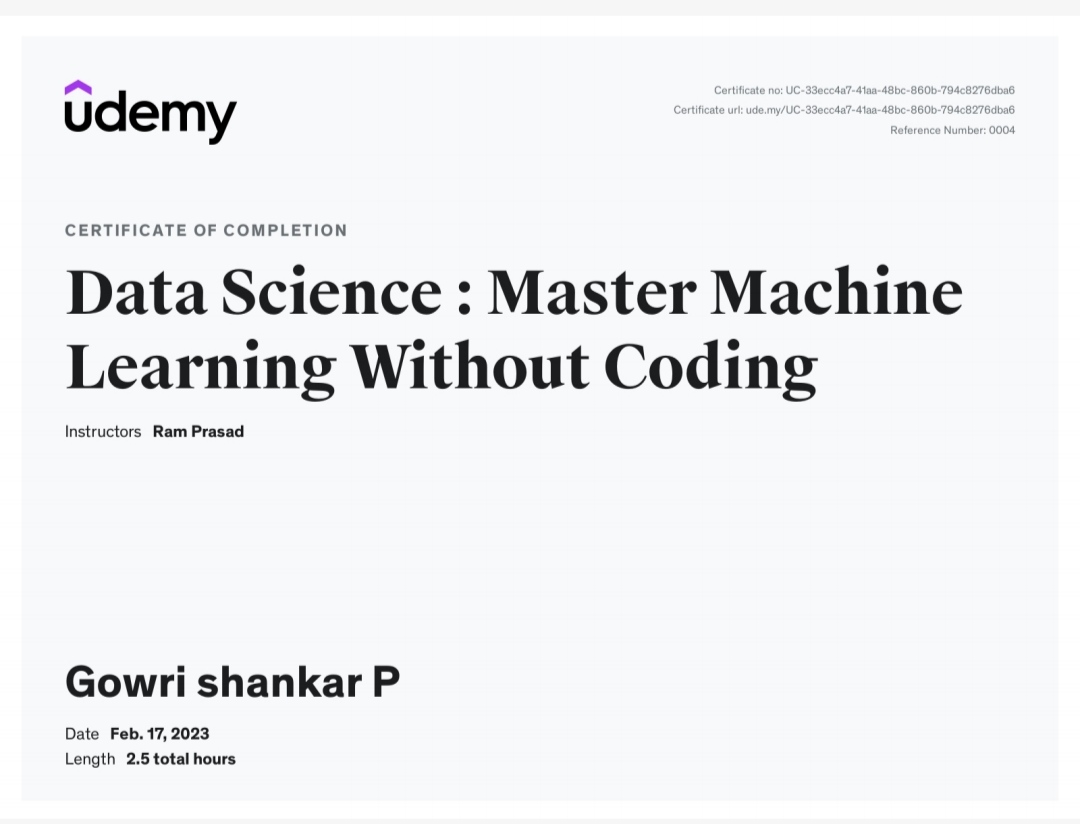 udemy
Certificate no: UC-33ecc4a7-41aa-48bc-860b-794c8276dba6
Certificate url: ude.my/UC-33ecc4a7-41aa-48bc-860b-794c8276dba6
Reference Number: 0004
CERTIFICATE OF COMPLETION
Data Science : Master Machine
Learning Without Coding
Instructors Ram Prasad
Gowri shankar P
Date Feb. 17, 2023
Length 2.5 total hours